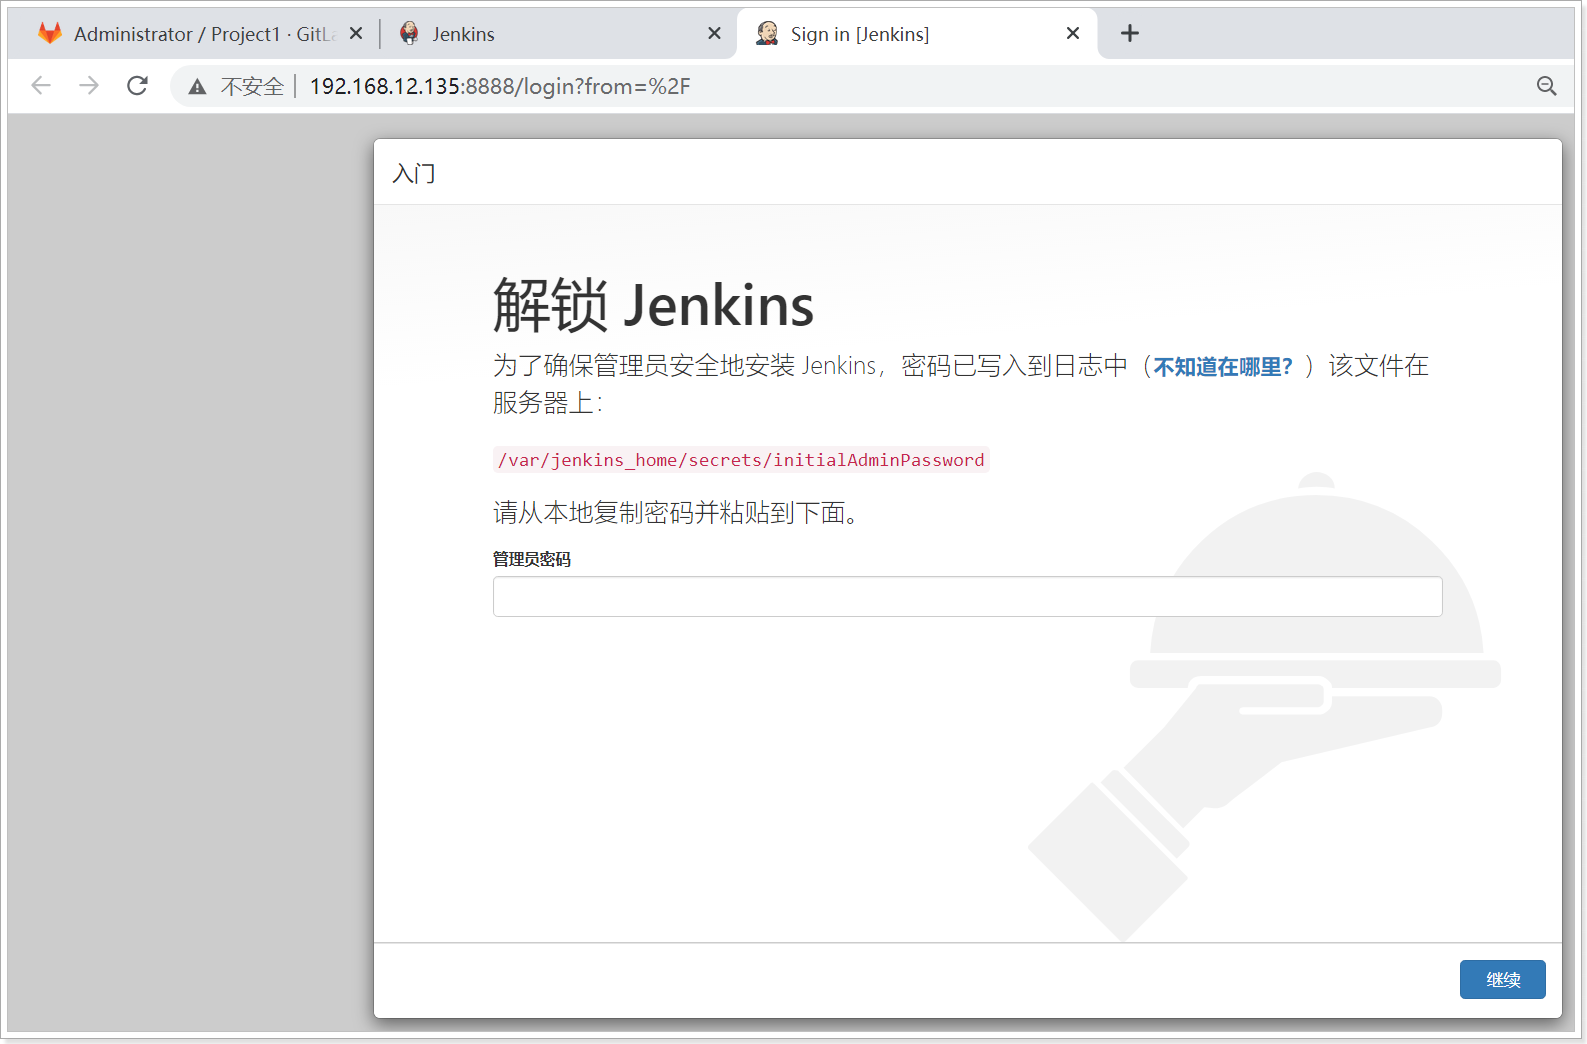 Administrator / Project1 · GitLa
Jenkins
Sign in [Jenkins]
不安全
192.168.12.135:8888/login?from=%2F
入门
解锁 Jenkins
为了确保管理员安全地安装 Jenkins，密码已写入到日志中（不知道在哪里？）该文件在
服务器上：
/var/jenkins_home/secrets/initialAdminPassword
请从本地复制密码并粘贴到下面。
管理员密码
继续